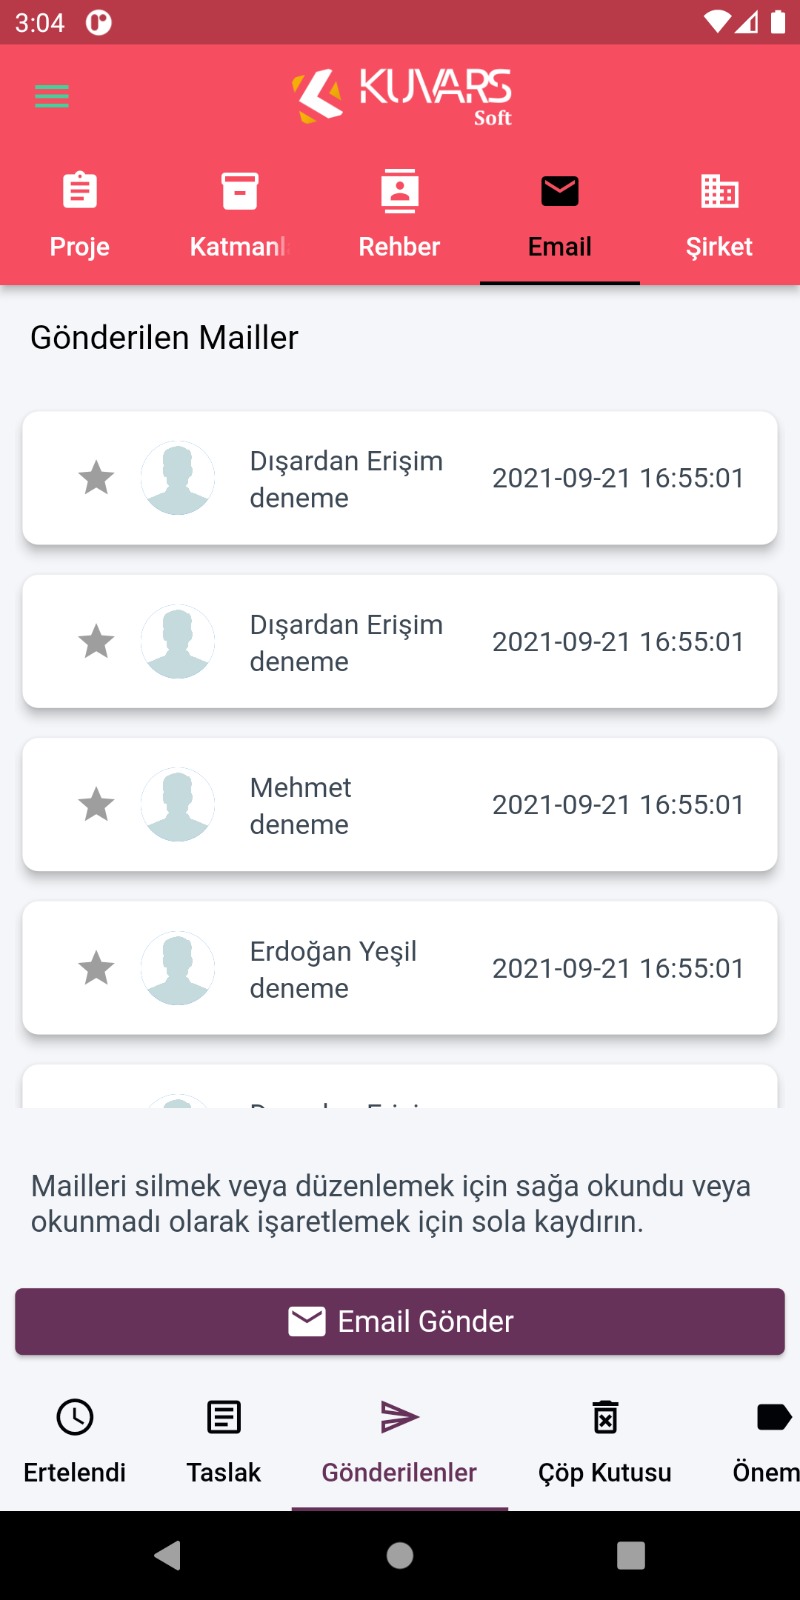 3:04
KUVARS
Soft
Proje
Katmanl
Rehber
Email
Şirket
Gönderilen Mailler
Dışardan Erişim
deneme
2021-09-21 16:55:01
Dışardan Erişim
deneme
2021-09-21 16:55:01
Mehmet
deneme
2021-09-21 16:55:01
Erdoğan Yeşil
deneme
2021-09-21 16:55:01
Mailleri silmek veya düzenlemek için sağa okundu veya
okunmadı olarak işaretlemek için sola kaydırın.
Email Gönder
Ertelendi
Taslak
Gönderilenler
Çöp Kutusu
Önem